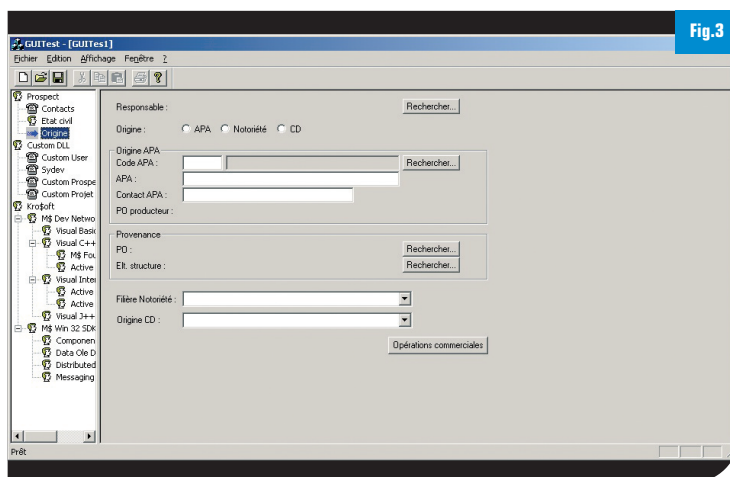 Fig.3
GUITest - [GUITes1]
Fichier Edition Affichage Fenêtre ?
Prospect
Contacts
Etat civil
Origine
Custom DLL
Custom User
Sydev
Custom Prospe
Custom Projet
Kro$oft
M$ Dev Netwo
Visual Basic
Visual C++
M$ Fou
Active
Visual Inter
Active
Active
Visual J++
M$ Win 32 SDK
Componen
Data Ole D
Distributed
Messaging
Responsable : Rechercher...
Origine : APA Notoriété CD
Origine APA
Code APA : Rechercher...
APA :
Contact APA :
PO producteur :
Provenance
PO : Rechercher...
Elt. structure : Rechercher...
Filière Notoriété :
Origine CD :
Opérations commerciales
Prêt